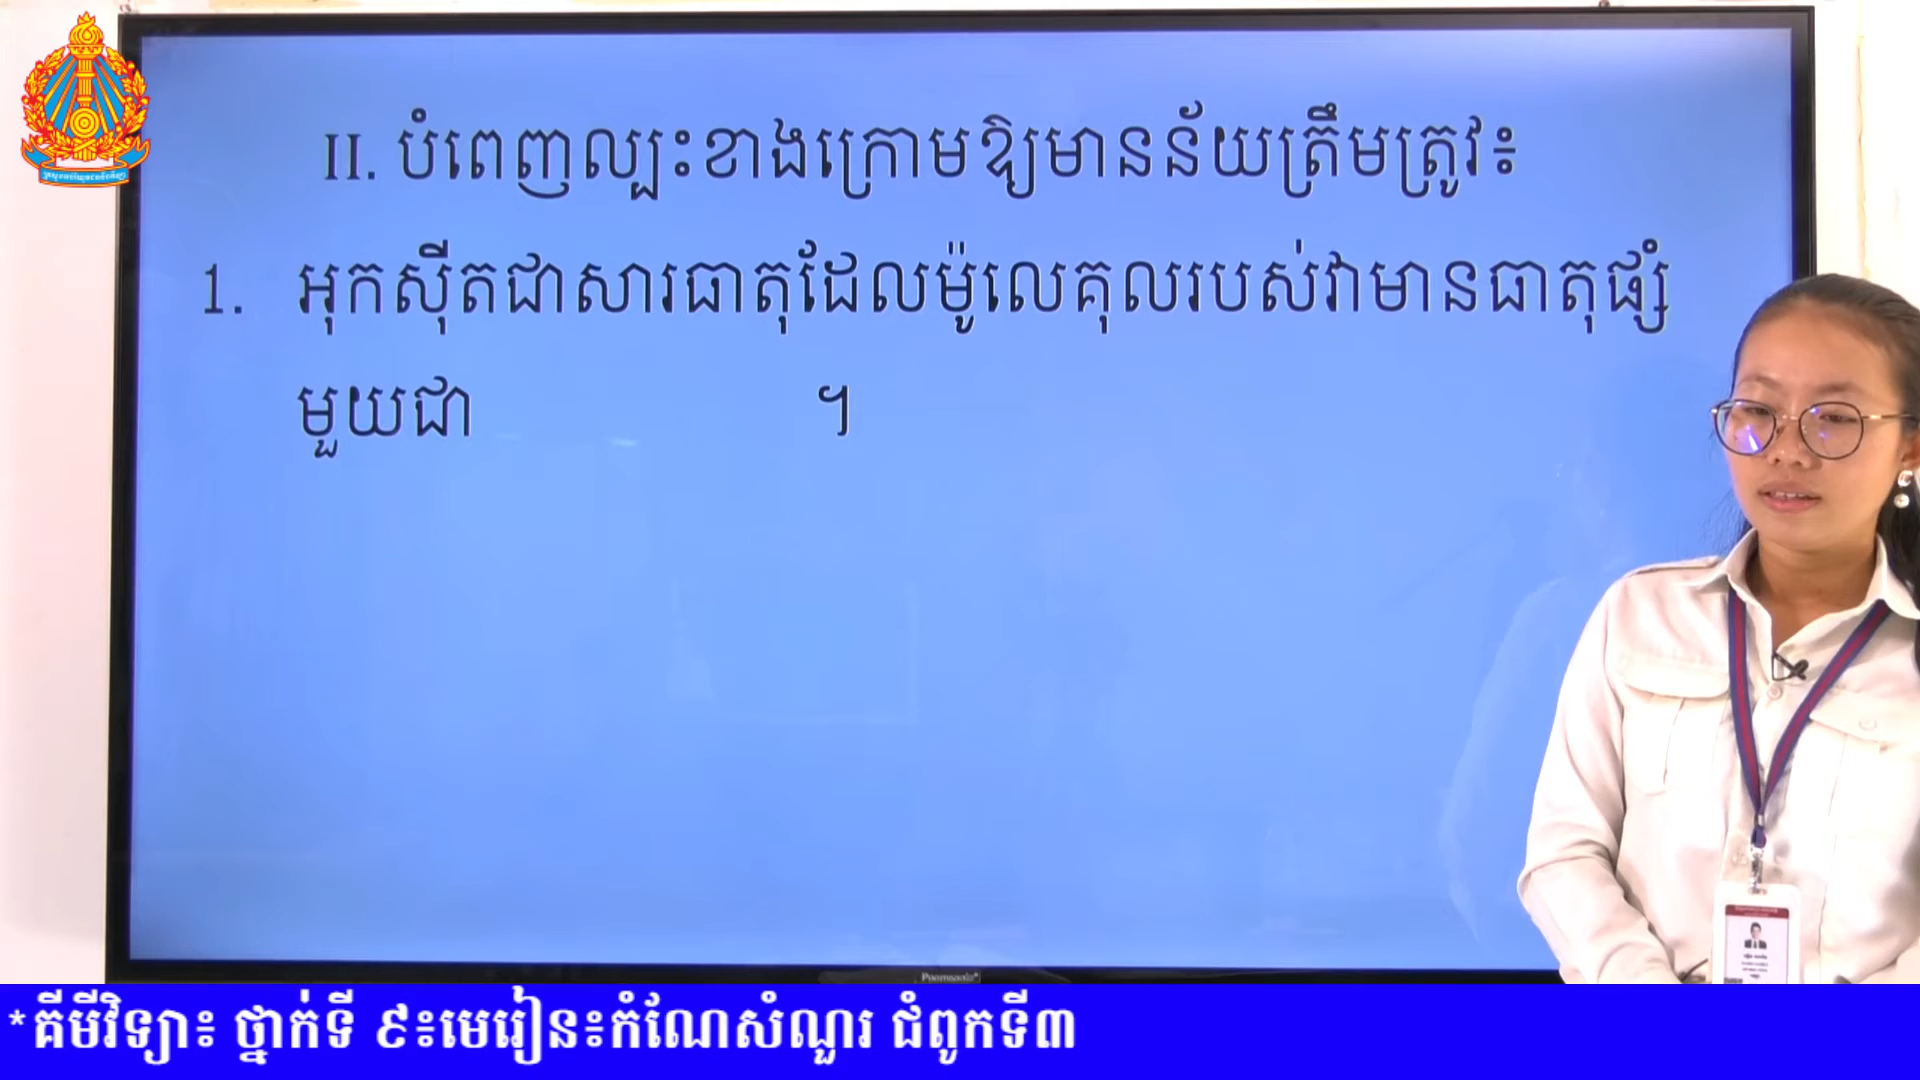 II. បំពេញល្បះខាងក្រោមឱ្យមានន័យត្រឹមត្រូវ៖
1. អុកស៊ីតជាសារធាតុដែលម៉ូលេគុលរបស់វាមានធាតុផ្សំ
មួយជា ។
*គីមីវិទ្យា៖ ថ្នាក់ទី ៩៖មេរៀន៖កំណែសំណួរ ជំពូកទី៣